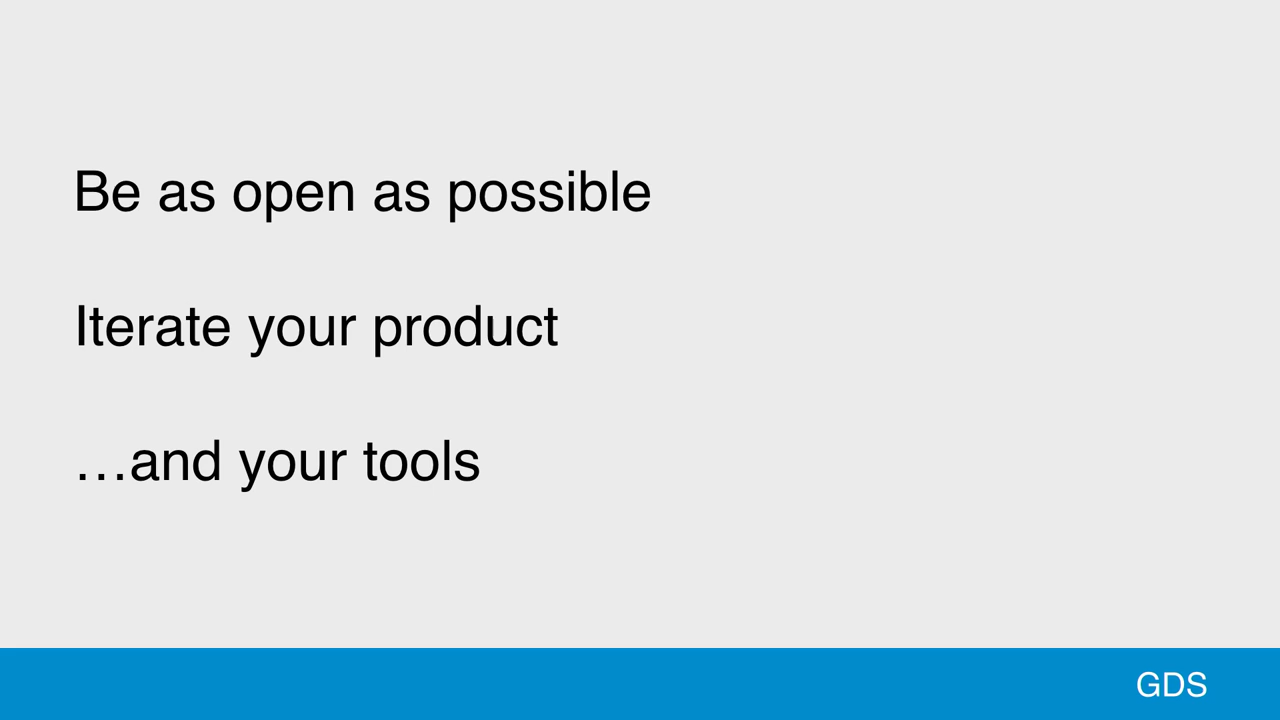 Be as open as possible
Iterate your product
…and your tools
GDS